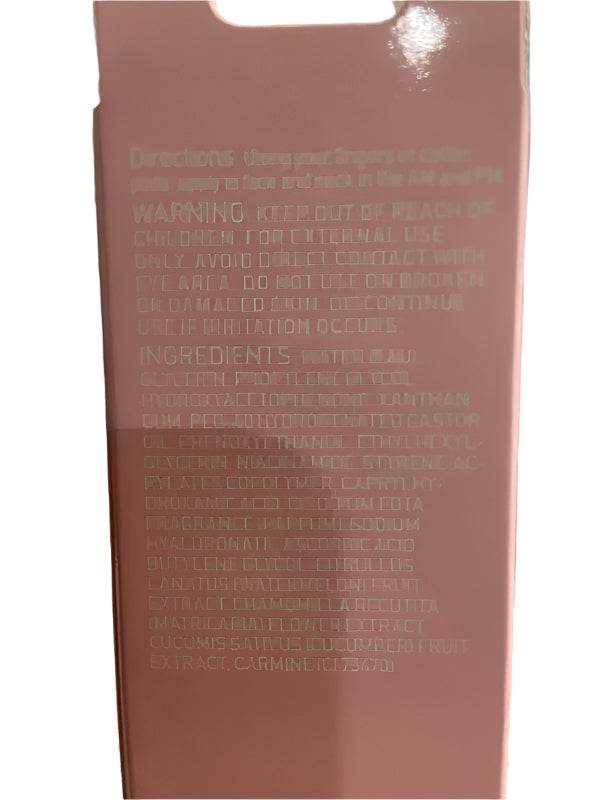 Directions Using your fingers or cotton
pads apply to face and neck in the AM and PM
WARNING KEEP OUT OF REACH OF
CHILDREN FOR EXTERNAL USE
ONLY AVOID DIRECT CONTACT WITH
EYE AREA DO NOT USE ON BROKEN
OR DAMAGED SKIN DISCONTINUE
USE IF IRRITATION OCCURS
INGREDIENTS WATER (EAU)
GLYCERIN PROPYLENE GLYCOL
HYDROXYACETOPHENONE XANTHAN
GUM PEG-40 HYDROGENATED CASTOR
OIL PHENOXYETHANOL ETHYLHEXYL-
GLYCERIN NIACINAMIDE STYRENE AC-
RYLATES COPOLYMER CAPRYLHY-
DROXAMIC ACID DISODIUM EDTA
FRAGRANCE (PARFUM) SODIUM
HYALURONATE ASCORBIC ACID
BUTYLENE GLYCOL CITRULLUS
LANATUS (WATERMELON) FRUIT
EXTRACT CHAMOMILLA RECUTITA
(MATRICARIA) FLOWER EXTRACT
CUCUMIS SATIVUS (CUCUMBER) FRUIT
EXTRACT, CARMINE (CI 75470)